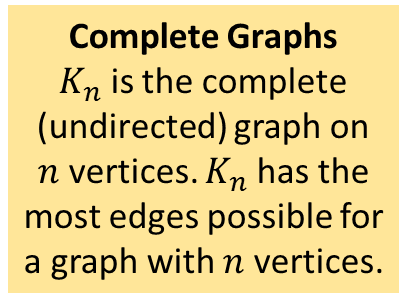 Complete Graphs
Kₙ is the complete
(undirected) graph on
n vertices. Kₙ has the
most edges possible for
a graph with n vertices.